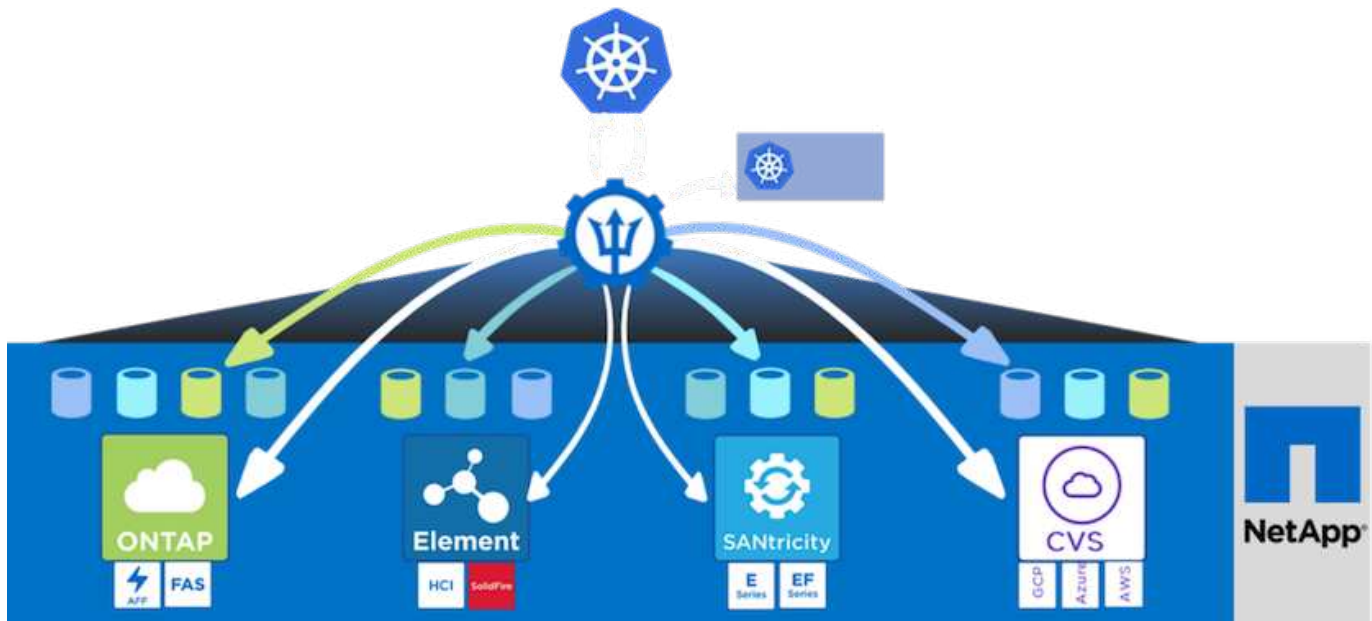 ONTAP
AFF
FAS
Element
HCI
SolidFire
SANtricity
E
Series
EF
Series
CVS
GCP
Azure
AWS
NetApp®